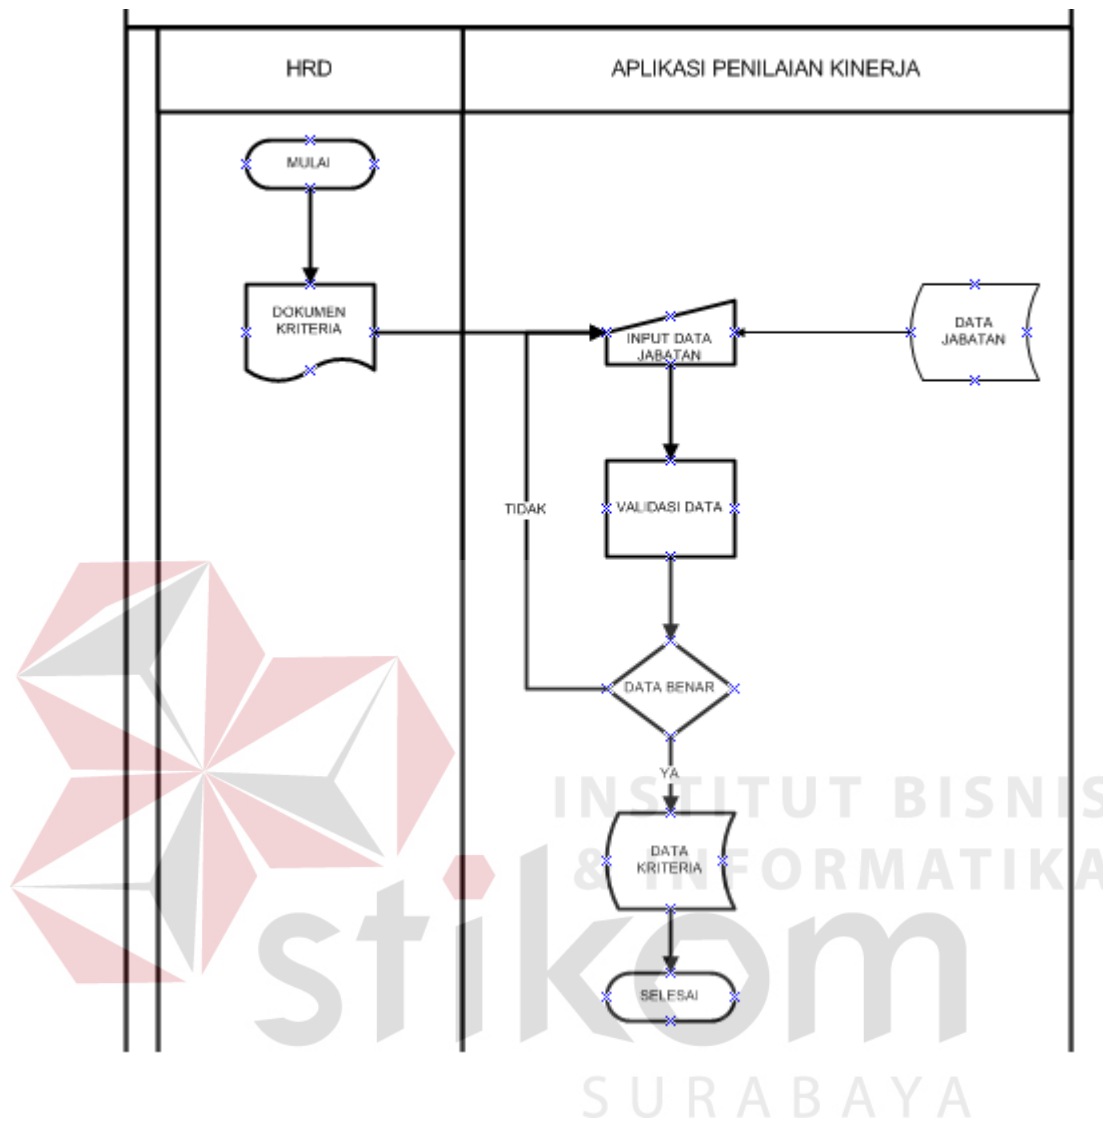 HRD
APLIKASI PENILAIAN KINERJA
MULAI
DOKUMEN
KRITERIA
INPUT DATA
JABATAN
DATA
JABATAN
TIDAK
VALIDASI DATA
DATA BENAR
YA
DATA
KRITERIA
SELESAI
INSTITUT BISNIS
& INFORMATIKA
stikom
SURABAYA